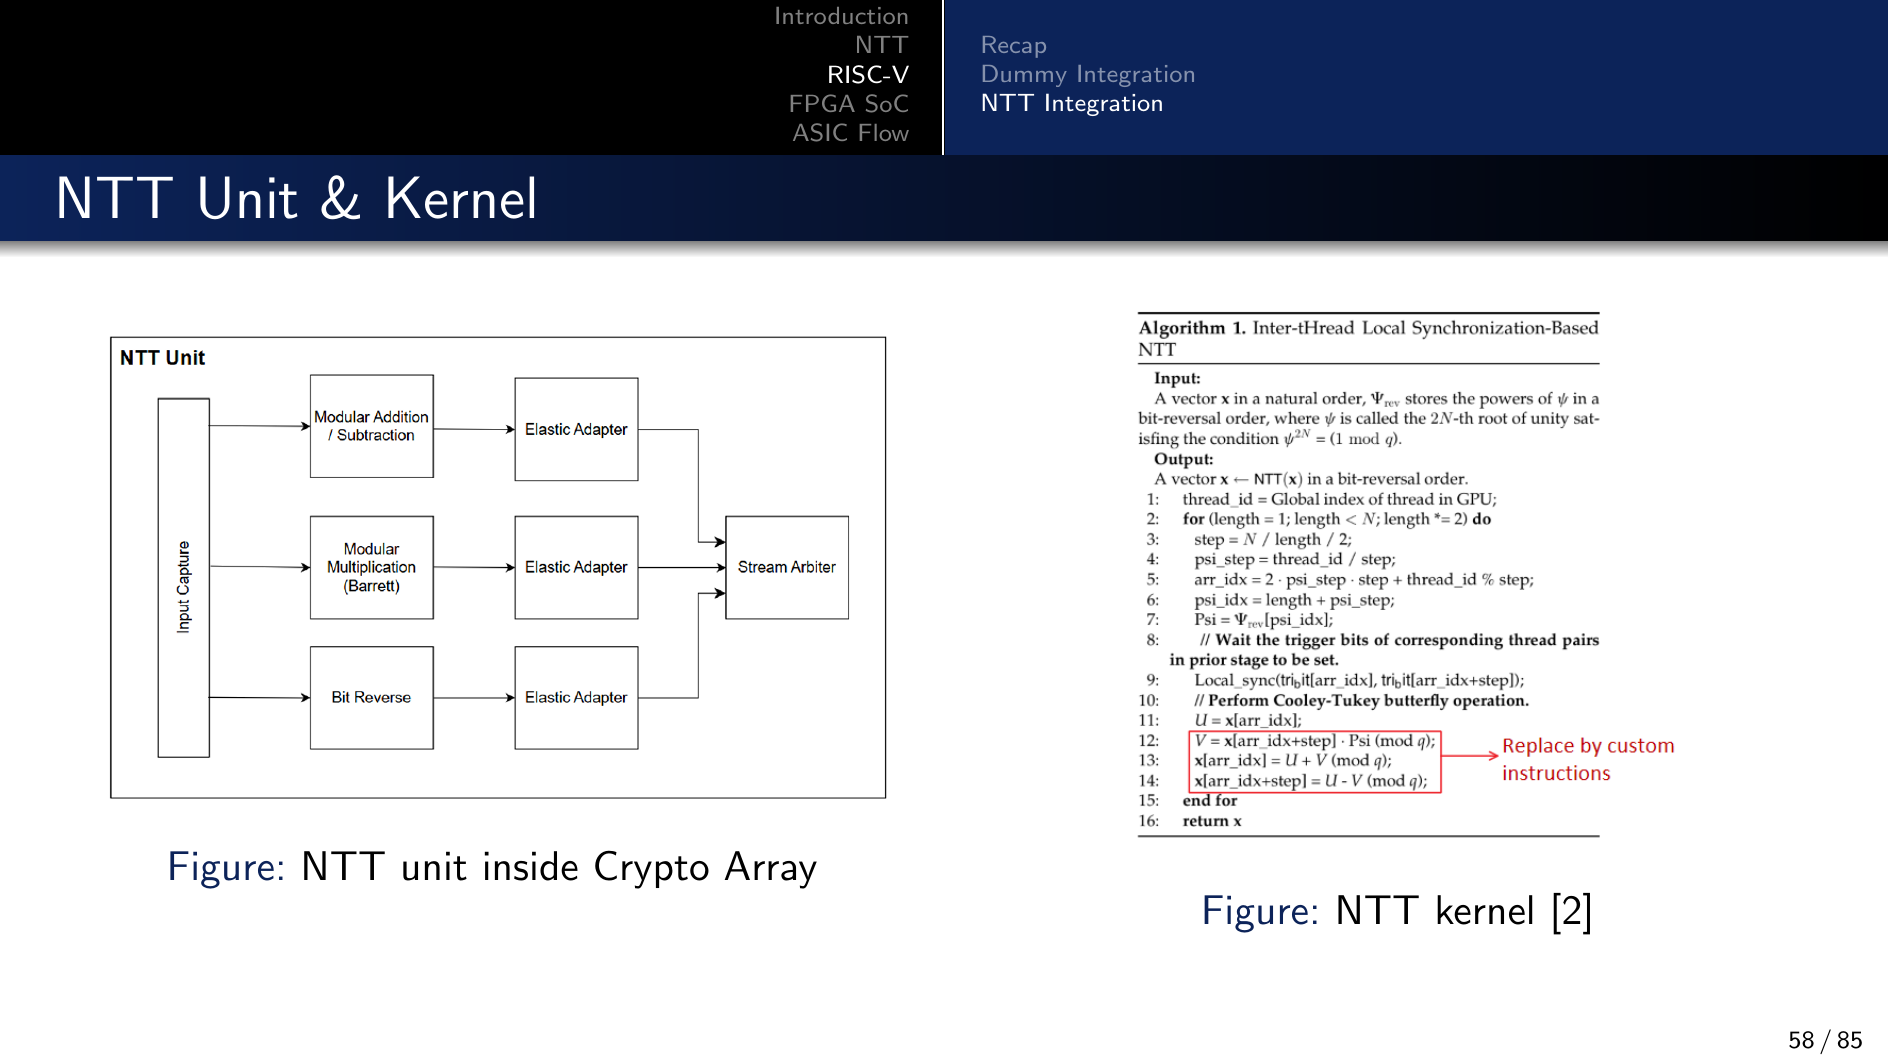 Introduction
NTT
RISC-V
FPGA SoC
ASIC Flow
Recap
Dummy Integration
NTT Integration
NTT Unit & Kernel
NTT Unit
Input Capture
Modular Addition
/ Subtraction
Elastic Adapter
Modular
Multiplication
(Barrett)
Elastic Adapter
Stream Arbiter
Bit Reverse
Elastic Adapter
Figure: NTT unit inside Crypto Array
Algorithm 1. Inter-tHread Local Synchronization-Based
NTT
Input:
A vector x in a natural order, Ψrev stores the powers of ψ in a
bit-reversal order, where ψ is called the 2N-th root of unity sat-
isfing the condition ψ^2N = (1 mod q).
Output:
A vector x ← NTT(x) in a bit-reversal order.
1: thread_id = Global index of thread in GPU;
2: for (length = 1; length < N; length *= 2) do
3: step = N / length / 2;
4: psi_step = thread_id / step;
5: arr_idx = 2 · psi_step · step + thread_id % step;
6: psi_idx = length + psi_step;
7: Psi = Ψrev[psi_idx];
8: // Wait the trigger bits of corresponding thread pairs
in prior stage to be set.
9: Local_sync(tribit[arr_idx], tribit[arr_idx+step]);
10: // Perform Cooley-Tukey butterfly operation.
11: U = x[arr_idx];
12: V = x[arr_idx+step] · Psi (mod q);
13: x[arr_idx] = U + V (mod q);
14: x[arr_idx+step] = U - V (mod q);
15: end for
16: return x
Replace by custom
instructions
Figure: NTT kernel [2]
58 / 85